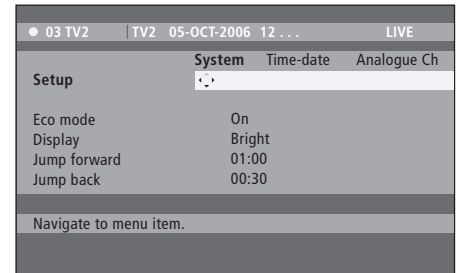 03 TV2 TV2 05-OCT-2006 12 . . . LIVE
System Time-date Analogue Ch
Setup
Eco mode On
Display Bright
Jump forward 01:00
Jump back 00:30
Navigate to menu item.